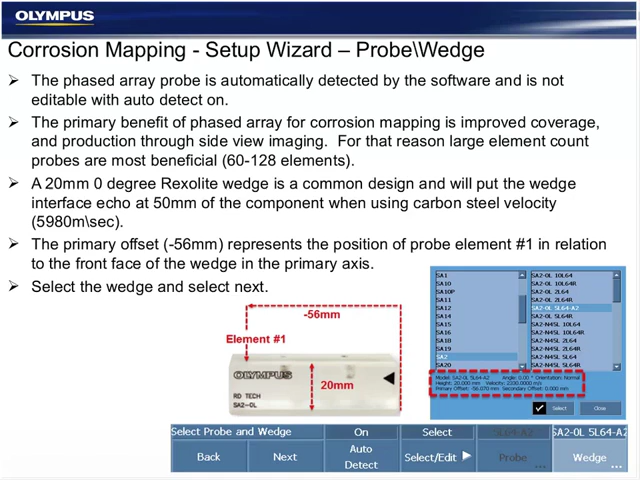 OLYMPUS
Corrosion Mapping - Setup Wizard – Probe\Wedge
➢ The phased array probe is automatically detected by the software and is not
editable with auto detect on.
➢ The primary benefit of phased array for corrosion mapping is improved coverage,
and production through side view imaging. For that reason large element count
probes are most beneficial (60-128 elements).
➢ A 20mm 0 degree Rexolite wedge is a common design and will put the wedge
interface echo at 50mm of the component when using carbon steel velocity
(5980m\sec).
➢ The primary offset (-56mm) represents the position of probe element #1 in relation
to the front face of the wedge in the primary axis.
➢ Select the wedge and select next.
-56mm
Element #1
OLYMPUS
20mm
RD TECH
SA2-0L
SA1
SA10
SA10P
SA11
SA12
SA14
SA15
SA16
SA18
SA19
SA2
SA20
SA2-0L 10L64
SA2-0L 10L64R
SA2-0L 2L64
SA2-0L 2L64R
SA2-0L 5L64-A2
SA2-0L 5L64R
SA2-N45L 10L64
SA2-N45L 10L64R
SA2-N45L 2L64
SA2-N45L 2L64R
SA2-N45L 5L64
SA2-N45L 5L64R
Model: SA2-0L 5L64-A2 Angle: 0.00 ° Orientation: Normal
Height: 20.000 mm Velocity: 2330.0000 m/s
Primary Offset: -56.070 mm Secondary Offset: 0.000 mm
Select Close
Select Probe and Wedge On Select 5L64-A2 SA2-0L 5L64-A2
Back Next Auto Detect Select/Edit Probe ... Wedge ...